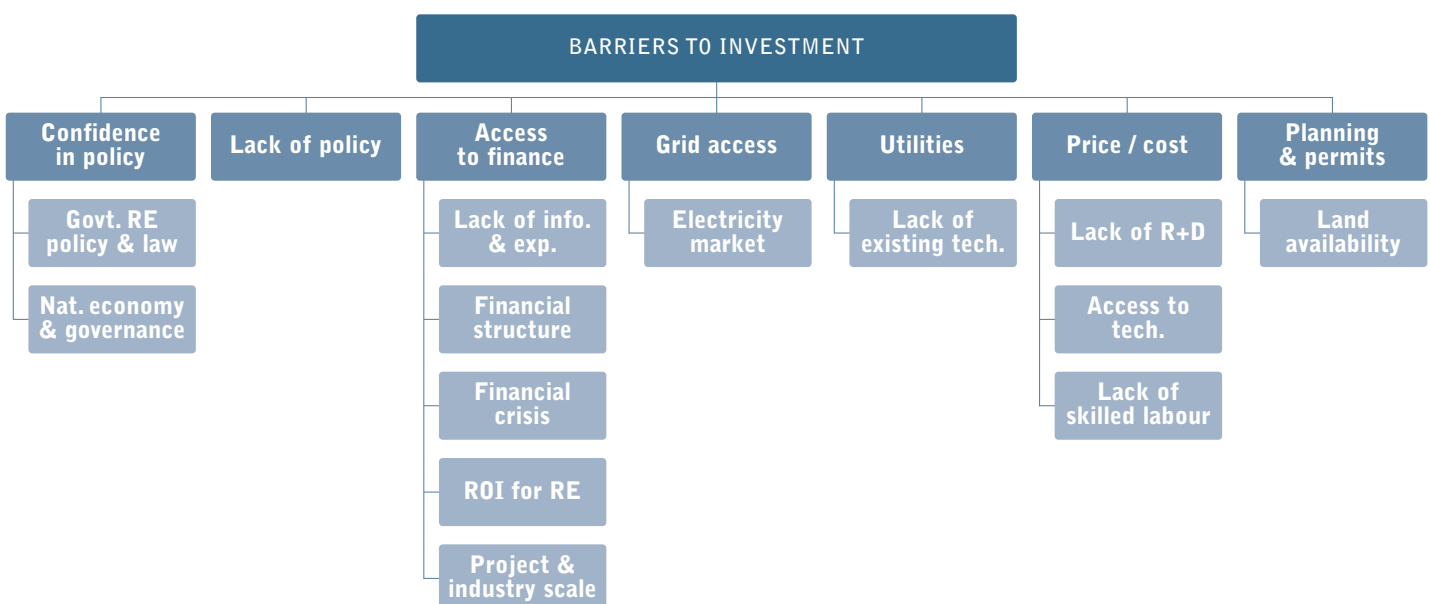 BARRIERS TO INVESTMENT
Confidence
in policy
Govt. RE
policy & law
Nat. economy
& governance
Lack of policy
Access
to finance
Lack of info.
& exp.
Financial
structure
Financial
crisis
ROI for RE
Project &
industry scale
Grid access
Electricity
market
Utilities
Lack of
existing tech.
Price / cost
Lack of R+D
Access to
tech.
Lack of
skilled labour
Planning
& permits
Land
availability